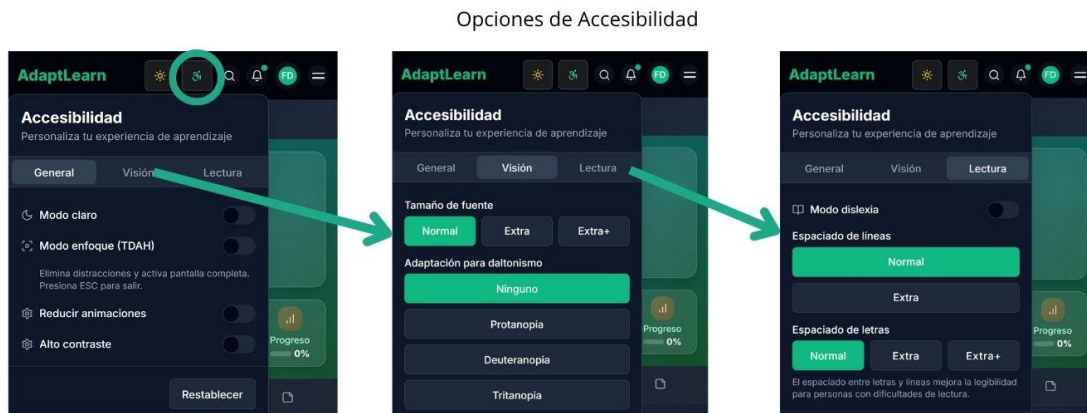 Opciones de Accesibilidad
AdaptLearn
FD
Accesibilidad
Personaliza tu experiencia de aprendizaje
General Visión Lectura
Modo claro
Modo enfoque (TDAH)
Elimina distracciones y activa pantalla completa.
Presiona ESC para salir.
Reducir animaciones
Alto contraste
Restablecer
Progreso
0%
AdaptLearn
FD
Accesibilidad
Personaliza tu experiencia de aprendizaje
General Visión Lectura
Tamaño de fuente
Normal Extra Extra+
Adaptación para daltonismo
Ninguno
Protanopia
Deuteranopia
Tritanopia
Progreso
0%
AdaptLearn
FD
Accesibilidad
Personaliza tu experiencia de aprendizaje
General Visión Lectura
Modo dislexia
Espaciado de líneas
Normal
Extra
Espaciado de letras
Normal Extra Extra+
El espaciado entre letras y líneas mejora la legibilidad
para personas con dificultades de lectura.
Progreso
0%